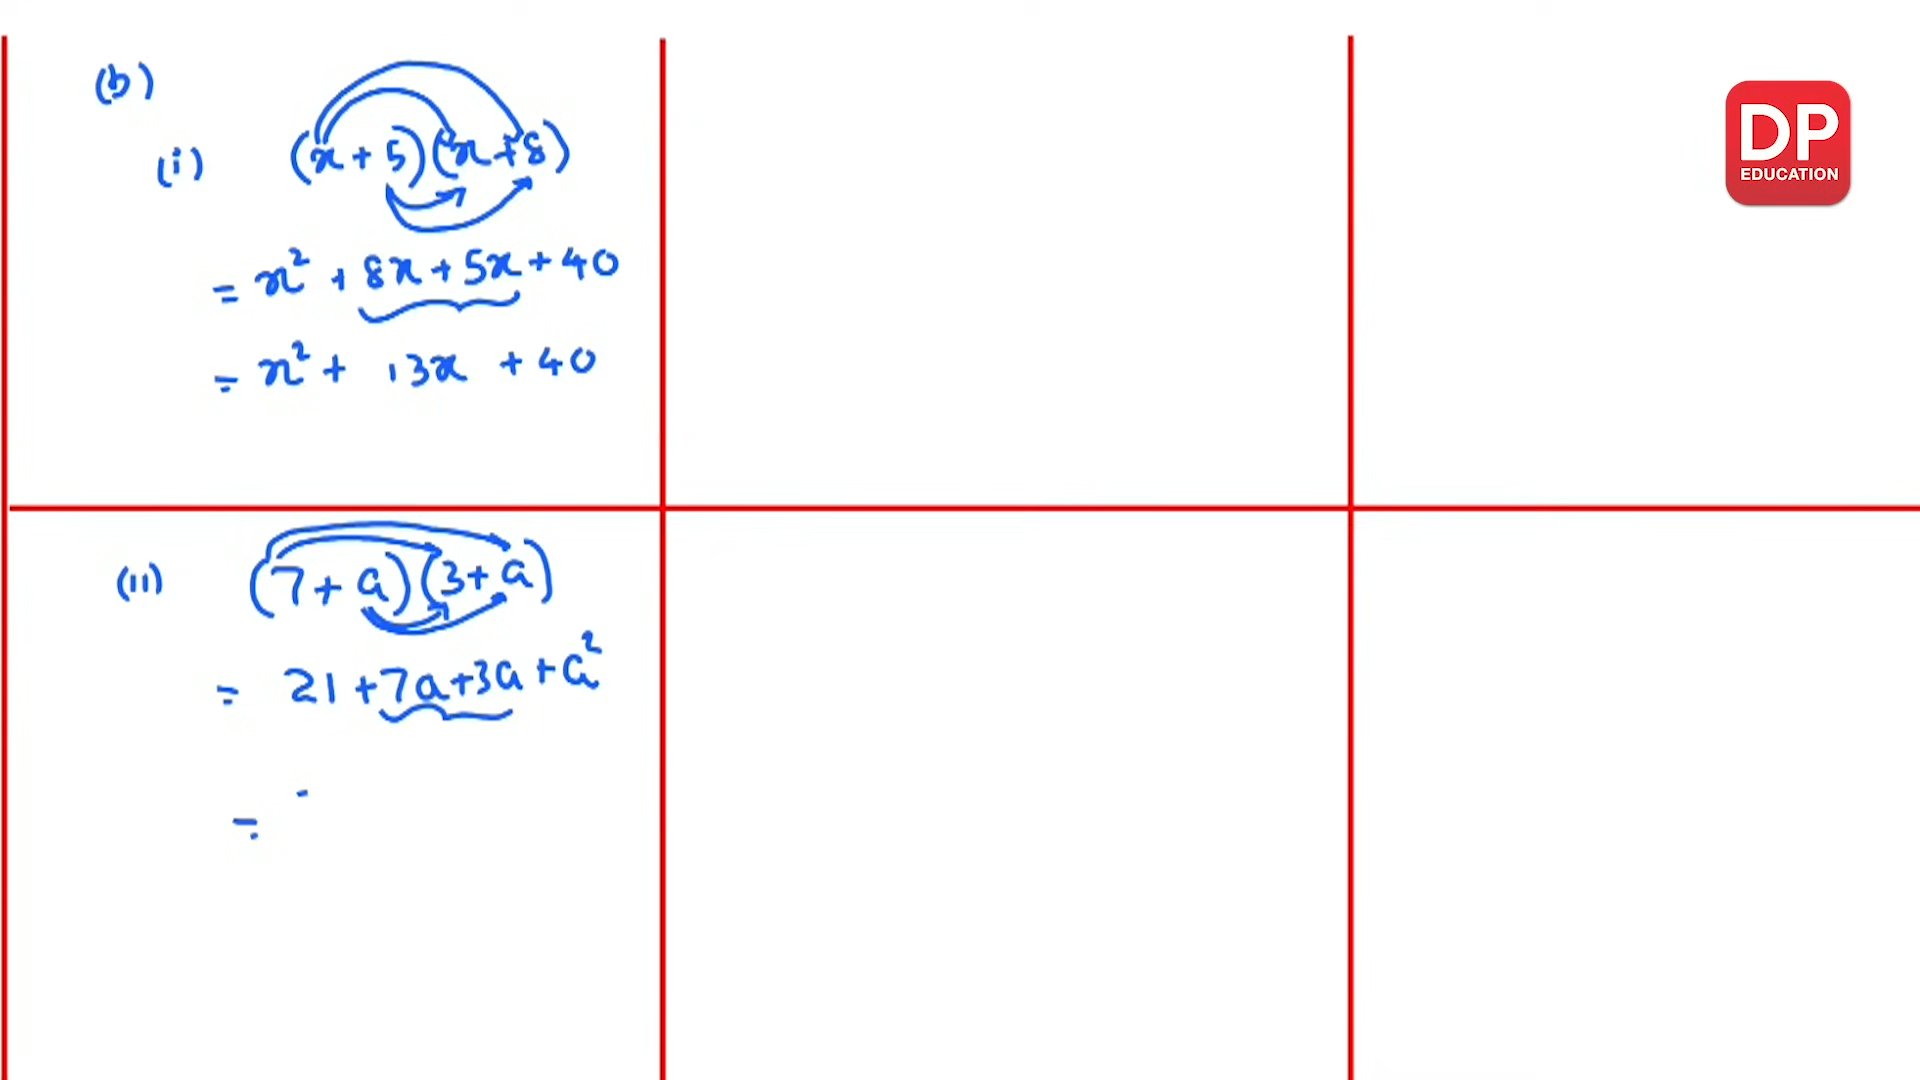 (b)
(i) (x + 5)(x + 8)
= x² + 8x + 5x + 40
= x² + 13x + 40
(ii) (7 + a)(3 + a)
= 21 + 7a + 3a + a²
=
DP
EDUCATION